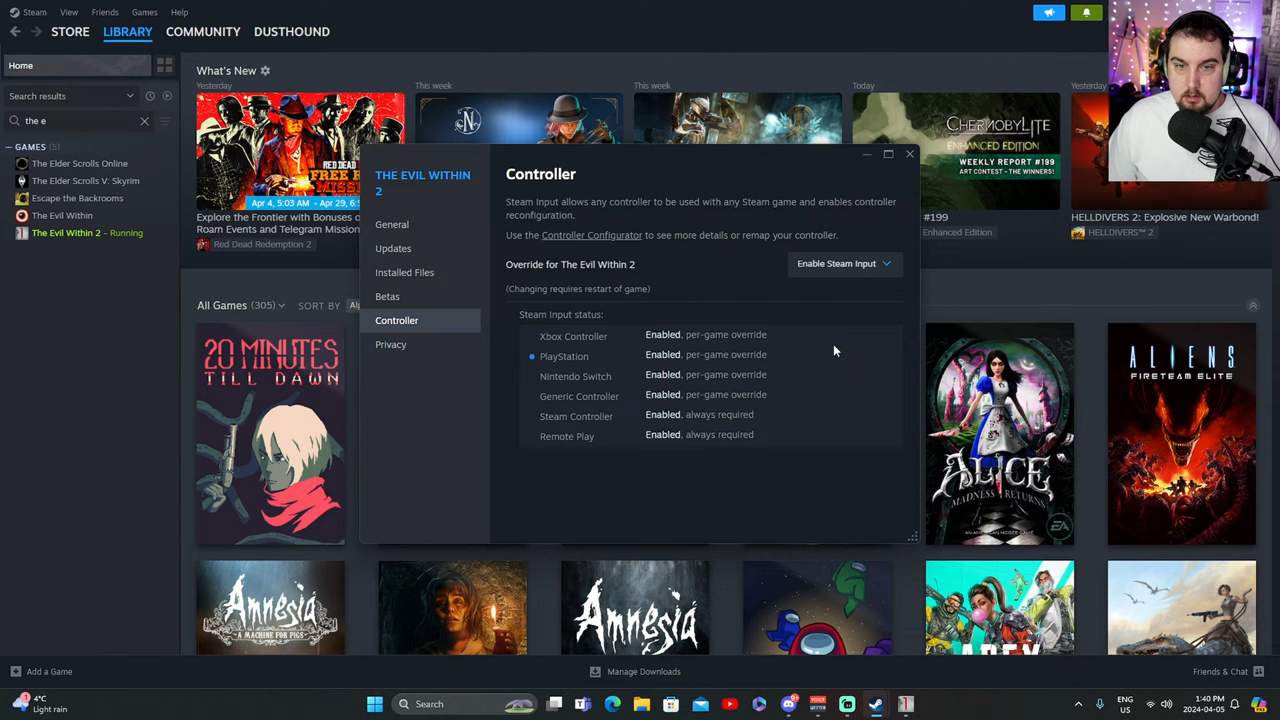 Steam View Friends Games Help
STORE LIBRARY COMMUNITY DUSTHOUND
Home
Search results
the e
GAMES (5)
The Elder Scrolls Online
The Elder Scrolls V: Skyrim
Escape the Backrooms
The Evil Within
The Evil Within 2 - Running
What's New
Yesterday
This week
This week
Today
Yesterday
Apr 4, 5:03 AM - Apr 29, 6:5
Explore the Frontier with Bonuses o
Roam Events and Telegram Mission
Red Dead Redemption 2
CHERNOBYLITE
ENHANCED EDITION
WEEKLY REPORT #199
ART CONTEST - THE WINNERS!
#199
Enhanced Edition
HELLDIVERS 2: Explosive New Warbond!
HELLDIVERS™ 2
THE EVIL WITHIN
2
General
Updates
Installed Files
Betas
Controller
Privacy
Controller
Steam Input allows any controller to be used with any Steam game and enables controller
reconfiguration.
Use the Controller Configurator to see more details or remap your controller.
Override for The Evil Within 2
Enable Steam Input
(Changing requires restart of game)
Steam Input status:
Xbox Controller Enabled, per-game override
PlayStation Enabled, per-game override
Nintendo Switch Enabled, per-game override
Generic Controller Enabled, per-game override
Steam Controller Enabled, always required
Remote Play Enabled, always required
All Games (305)
SORT BY
20 MINUTES
TILL DAWN
ALICE
MADNESS RETURNS
EA
ALIENS
FIRETEAM ELITE
Amnesia
A MACHINE FOR PIGS
Amnesia
Add a Game
Manage Downloads
Friends & Chat
4°C
Light rain
Search
ENG
US
1:40 PM
2024-04-05